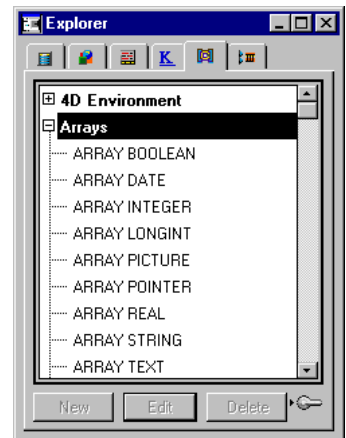 Explorer
K
4D Environment
Arrays
ARRAY BOOLEAN
ARRAY DATE
ARRAY INTEGER
ARRAY LONGINT
ARRAY PICTURE
ARRAY POINTER
ARRAY REAL
ARRAY STRING
ARRAY TEXT
New Edit Delete